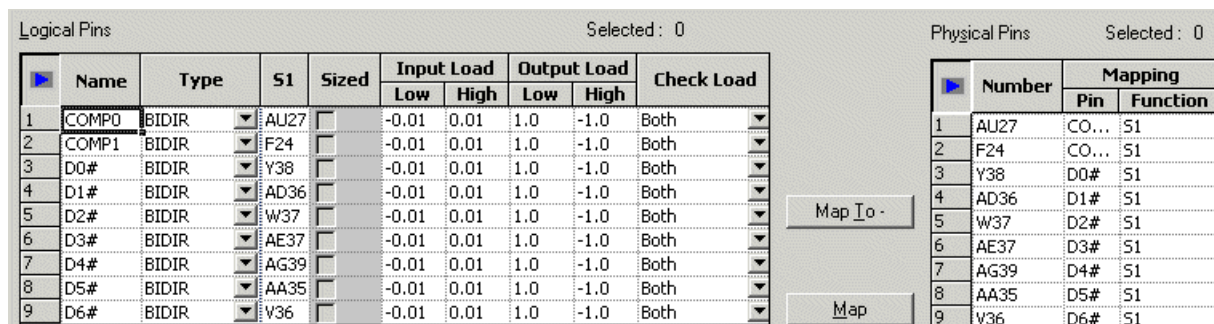 Logical Pins Selected : 0
Name Type S1 Sized Input Load Output Load Check Load
Low High Low High
1 COMP0 BIDIR AU27 -0.01 0.01 1.0 -1.0 Both
2 COMP1 BIDIR F24 -0.01 0.01 1.0 -1.0 Both
3 D0# BIDIR Y38 -0.01 0.01 1.0 -1.0 Both
4 D1# BIDIR AD36 -0.01 0.01 1.0 -1.0 Both
5 D2# BIDIR W37 -0.01 0.01 1.0 -1.0 Both
6 D3# BIDIR AE37 -0.01 0.01 1.0 -1.0 Both
7 D4# BIDIR AG39 -0.01 0.01 1.0 -1.0 Both
8 D5# BIDIR AA35 -0.01 0.01 1.0 -1.0 Both
9 D6# BIDIR V36 -0.01 0.01 1.0 -1.0 Both
Map To -
Map
Physical Pins Selected : 0
Number Mapping
Pin Function
1 AU27 CO... S1
2 F24 CO... S1
3 Y38 D0# S1
4 AD36 D1# S1
5 W37 D2# S1
6 AE37 D3# S1
7 AG39 D4# S1
8 AA35 D5# S1
9 V36 D6# S1